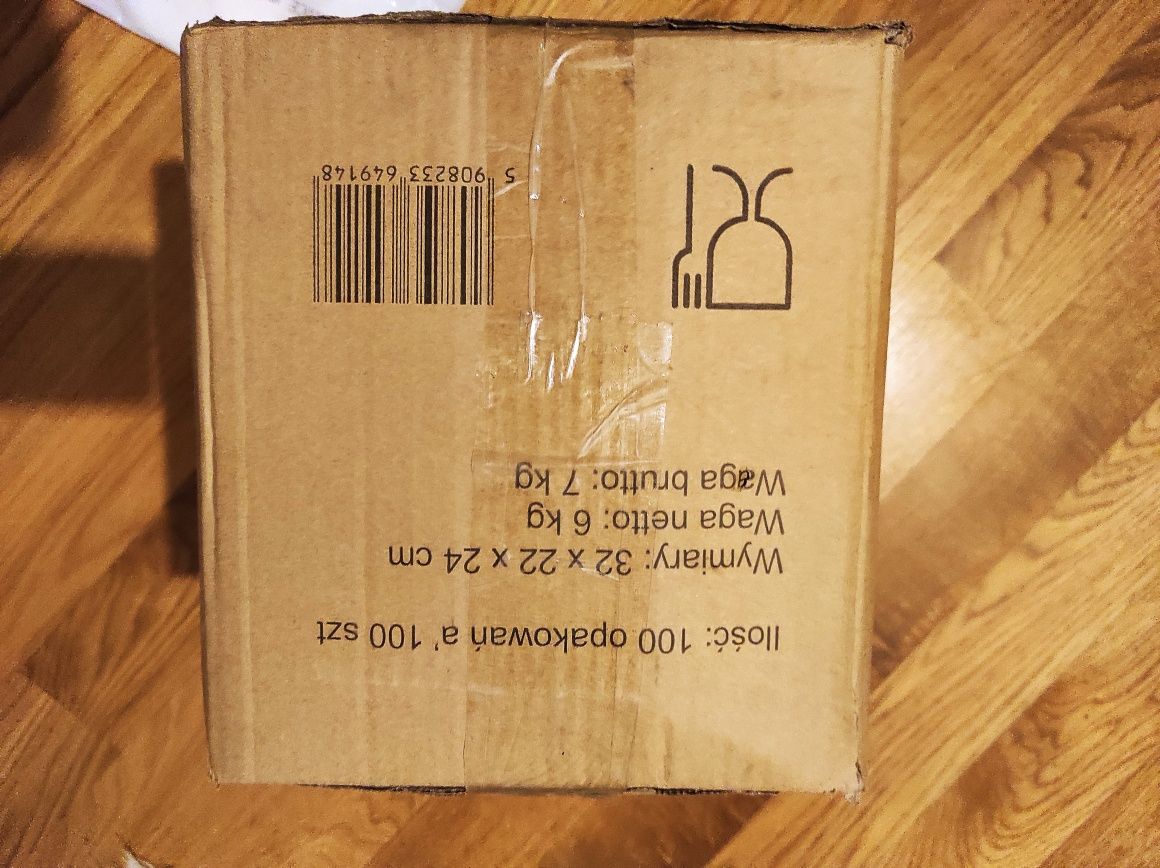 Ilość: 100 opakowań a' 100 szt
Wymiary: 32 x 22 x 24 cm
Waga netto: 6 kg
Waga brutto: 7 kg
5 908233 649148